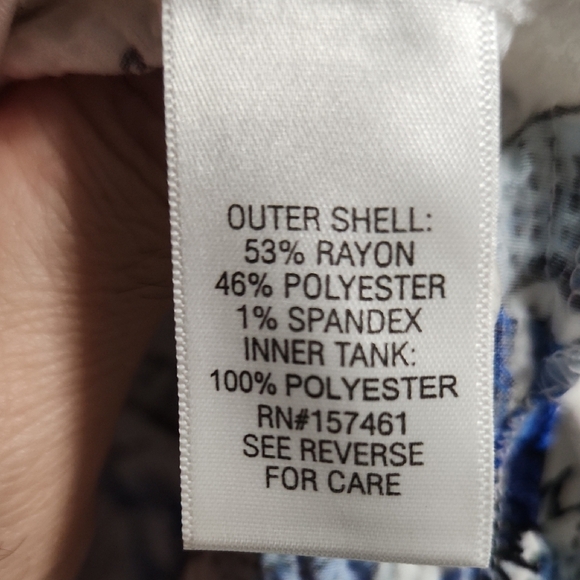 OUTER SHELL:
53% RAYON
46% POLYESTER
1% SPANDEX
INNER TANK:
100% POLYESTER
RN#157461
SEE REVERSE
FOR CARE